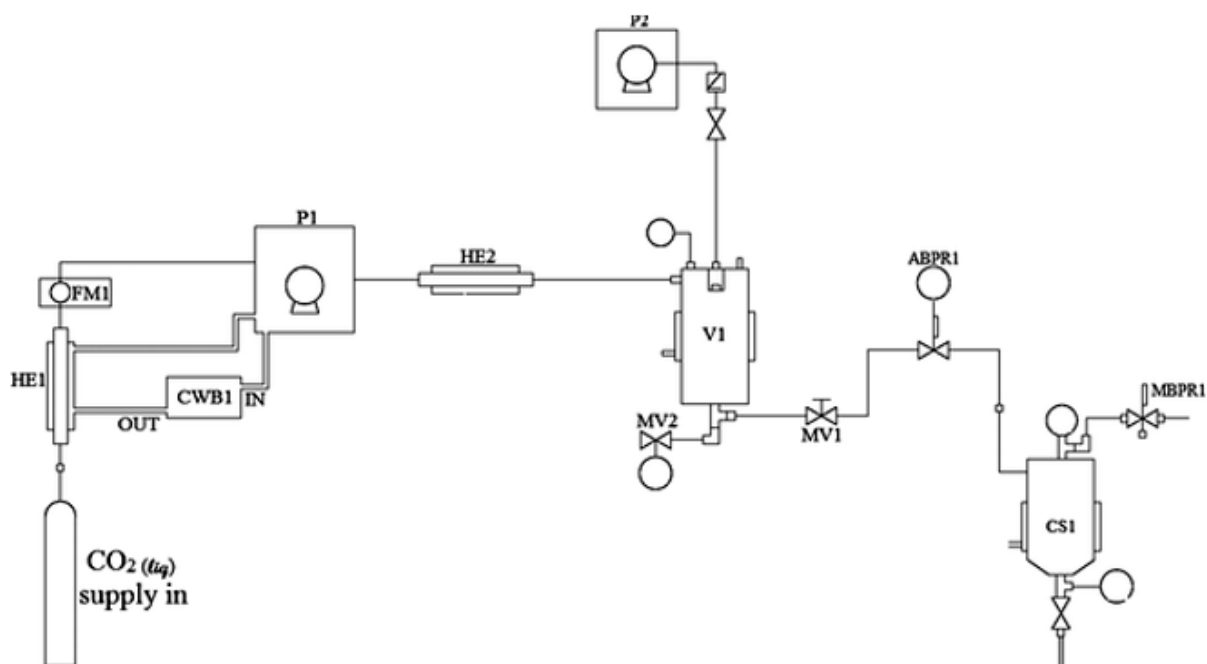 P2
P1
HE2
ABPR1
FM1
V1
HE1
CWB1
IN
MBPR1
OUT
MV2
MV1
CS1
CO₂ (liq)
supply in